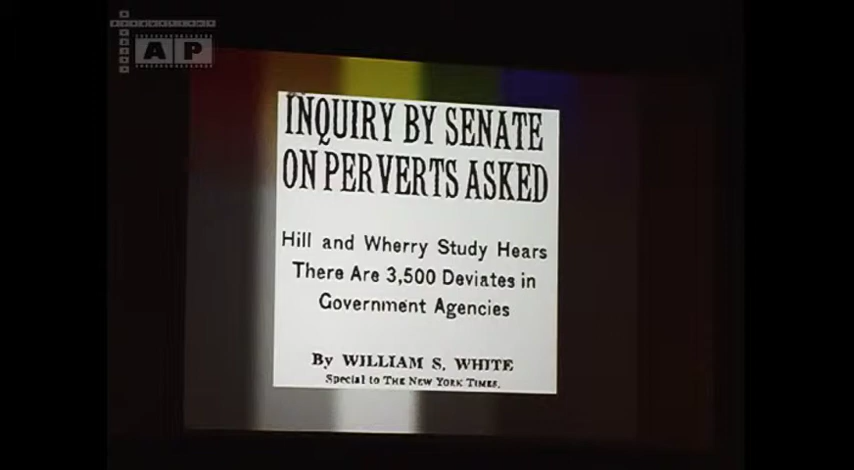 AP
INQUIRY BY SENATE
ON PERVERTS ASKED
Hill and Wherry Study Hears
There Are 3,500 Deviates in
Government Agencies
By WILLIAM S. WHITE
Special to THE NEW YORK TIMES.